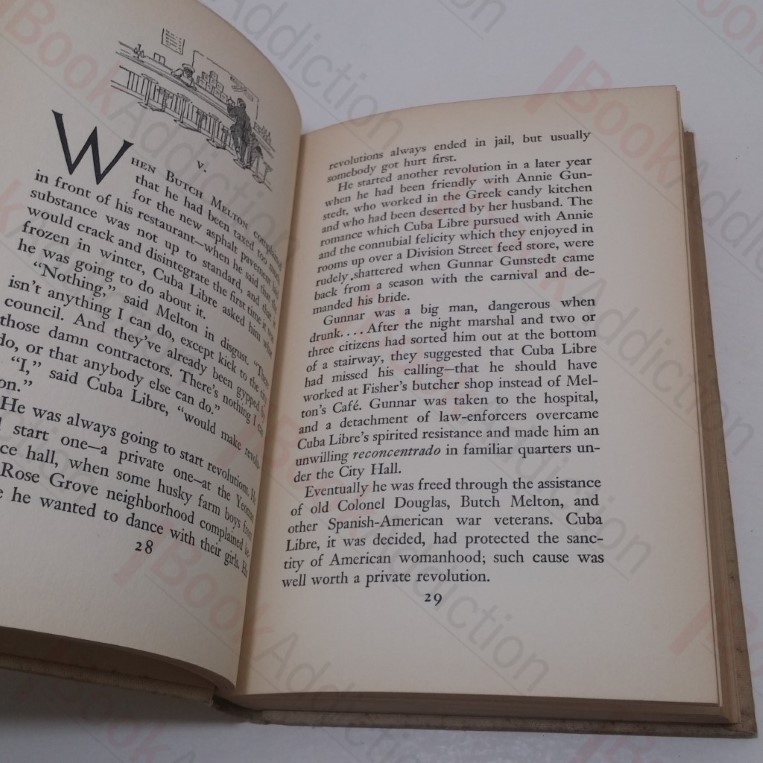 V.
WHEN BUTCH MELTON complained
that he had been taxed too much
for the new asphalt pavement
in front of his restaurant—when he said that the
substance was not up to standard, and that it
would crack and disintegrate the first time it was
frozen in winter, Cuba Libre asked him what
he was going to do about it.
"Nothing," said Melton in disgust. "There
isn't anything I can do, except kick to the city
council. And they've already been gypped by
those damn contractors. There's nothing I can
do, or that anybody else can do."
"I," said Cuba Libre, "would make revolu-
on."
He was always going to start revolutions. He
start one—a private one—at the Yeoman
ce hall, when some husky farm boys from
Rose Grove neighborhood complained
e he wanted to dance with their girls. His
28
revolutions always ended in jail, but usually
somebody got hurt first.
He started another revolution in a later year
when he had been friendly with Annie Gun-
stedt, who worked in the Greek candy kitchen
and who had been deserted by her husband. The
romance which Cuba Libre pursued with Annie
and the connubial felicity which they enjoyed in
rooms up over a Division Street feed store, were
rudely shattered when Gunnar Gunstedt came
back from a season with the carnival and de-
manded his bride.
Gunnar was a big man, dangerous when
drunk. . . . After the night marshal and two or
three citizens had sorted him out at the bottom
of a stairway, they suggested that Cuba Libre
had missed his calling—that he should have
worked at Fisher's butcher shop instead of Mel-
ton's Café. Gunnar was taken to the hospital,
and a detachment of law-enforcers overcame
Cuba Libre's spirited resistance and made him an
unwilling reconcentrado in familiar quarters un-
der the City Hall.
Eventually he was freed through the assistance
of old Colonel Douglas, Butch Melton, and
other Spanish-American war veterans. Cuba
Libre, it was decided, had protected the sanc-
tity of American womanhood; such cause was
well worth a private revolution.
29
BookAddiction